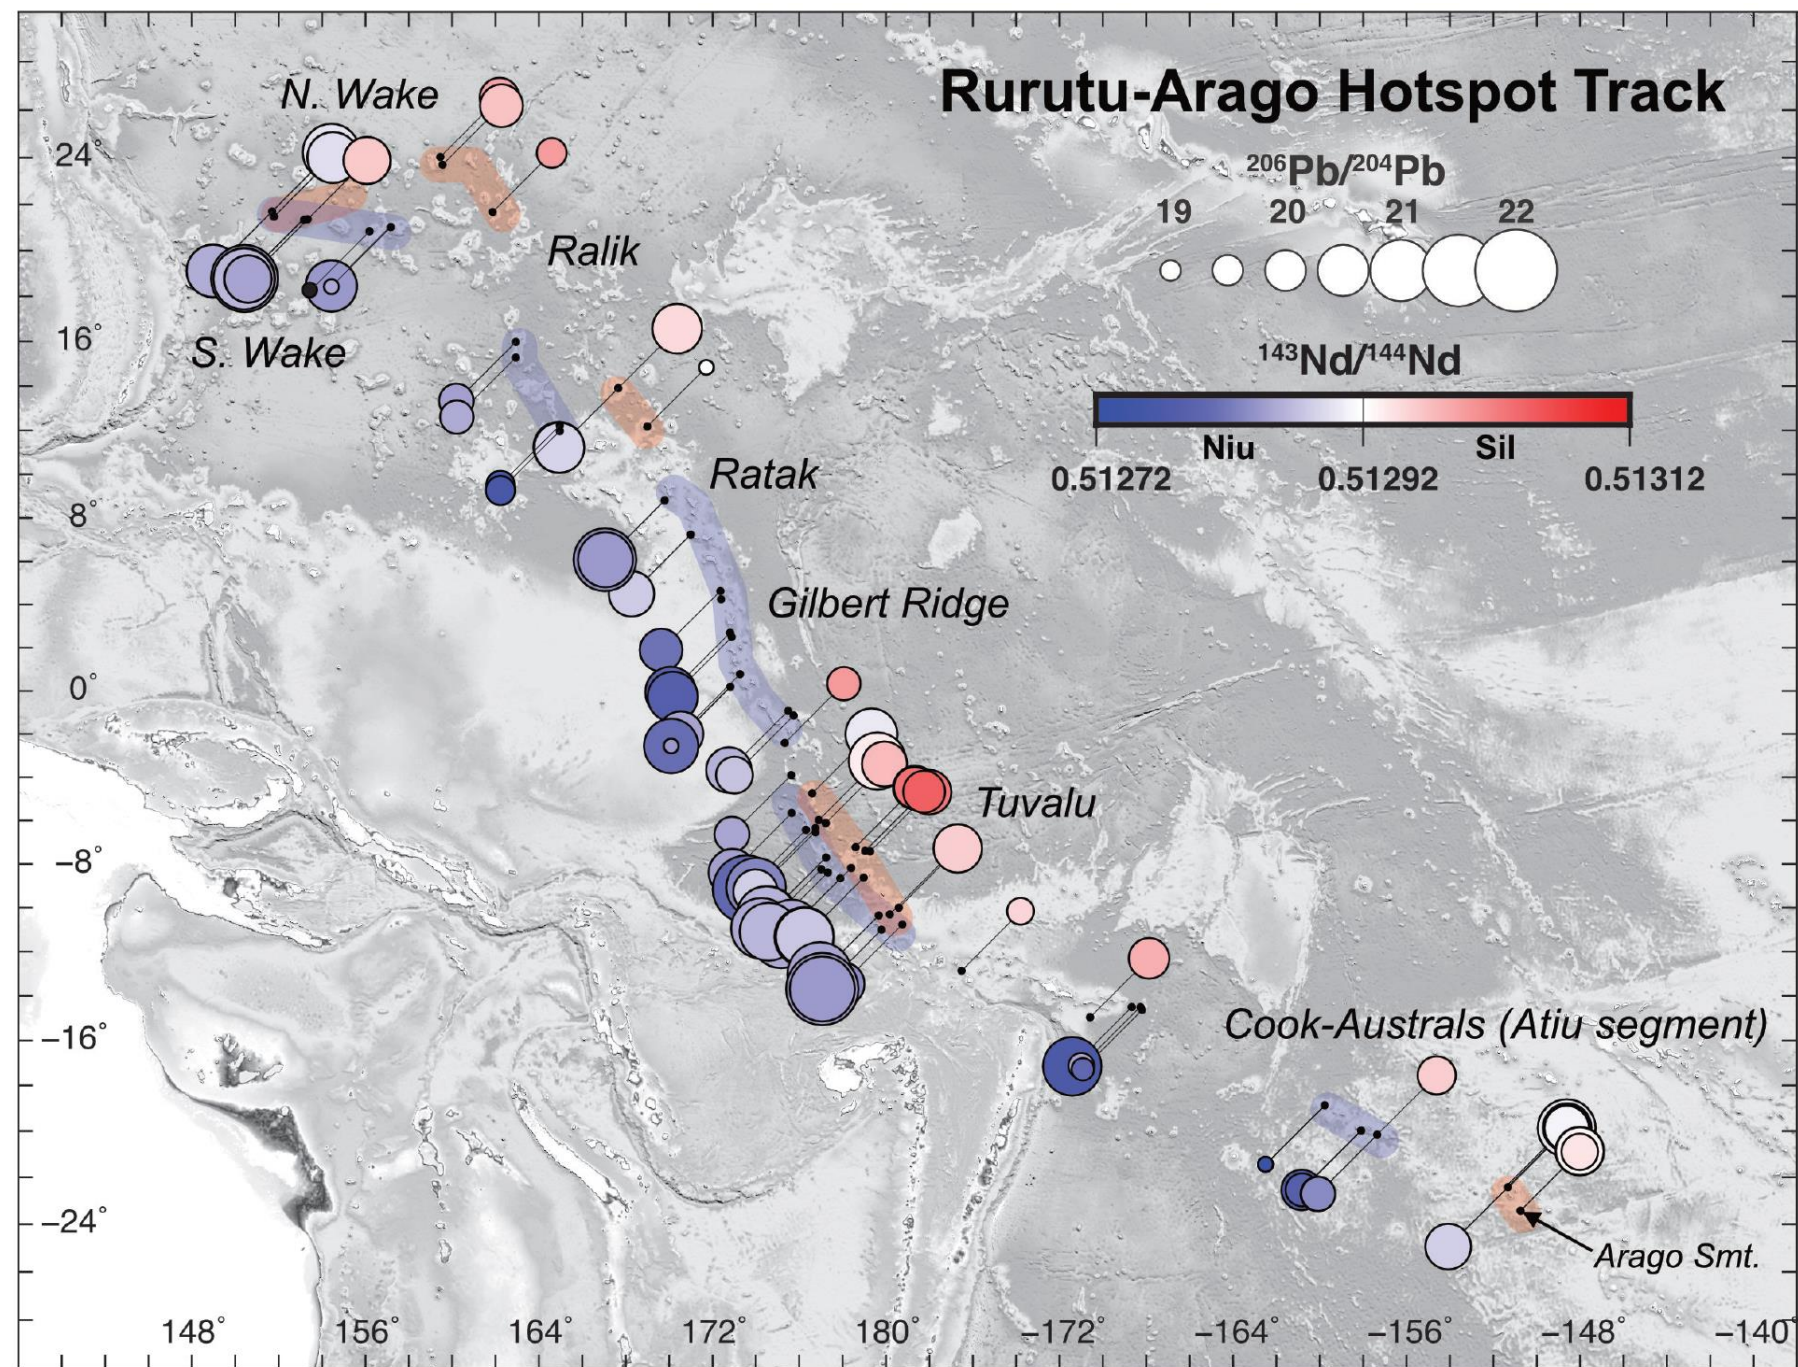 Rurutu-Arago Hotspot Track
N. Wake
24°
206Pb/204Pb
19 20 21 22
Ralik
S. Wake
16°
143Nd/144Nd
Niu Sil
0.51272 0.51292 0.51312
Ratak
8°
Gilbert Ridge
0°
Tuvalu
−8°
Cook-Australs (Atiu segment)
−16°
−24°
Arago Smt.
148° 156° 164° 172° 180° −172° −164° −156° −148° −140°